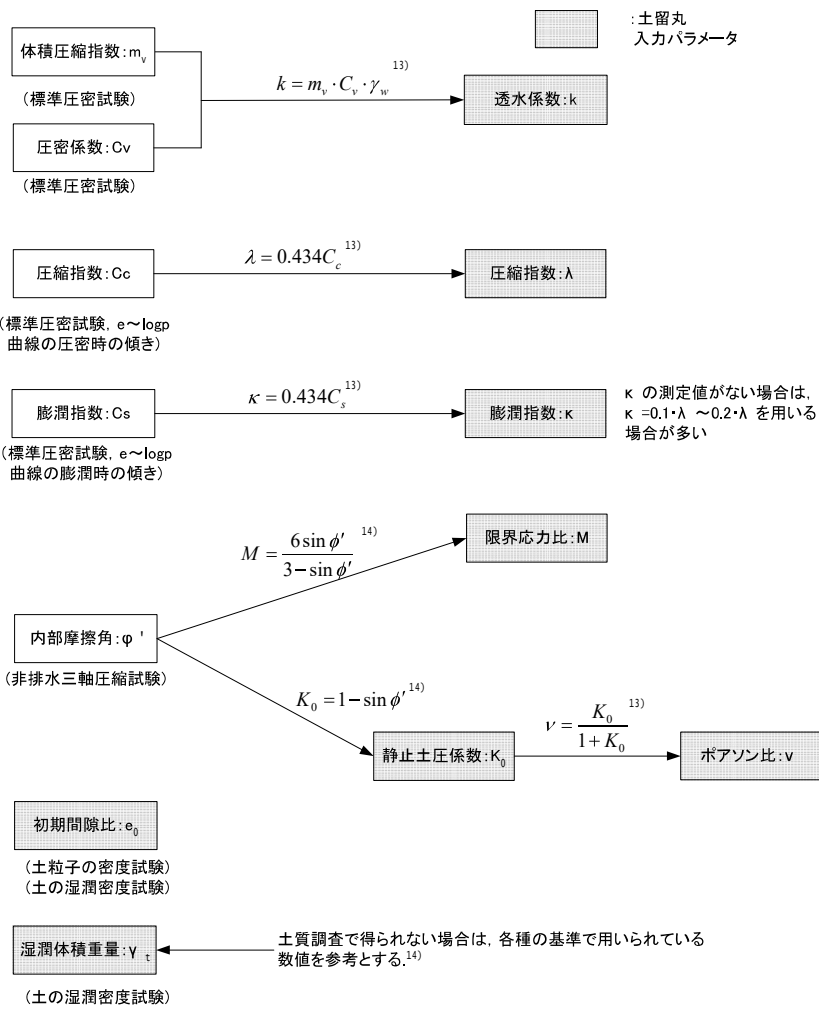 :土留丸
入力パラメータ
体積圧縮指数:mv
(標準圧密試験)
k = mv · Cv · γw 13)
透水係数:k
圧密係数:Cv
(標準圧密試験)
圧縮指数:Cc
λ = 0.434Cc 13)
圧縮指数:λ
(標準圧密試験, e～logp
曲線の圧密時の傾き)
膨潤指数:Cs
κ = 0.434Cs 13)
膨潤指数:κ
κ の測定値がない場合は,
κ =0.1·λ ～0.2·λ を用いる
場合が多い
(標準圧密試験, e～logp
曲線の膨潤時の傾き)
M = 6 sin φ′ / 3 − sin φ′ 14)
限界応力比:M
内部摩擦角:φ '
(非排水三軸圧縮試験)
K0 = 1 − sin φ′ 14)
静止土圧係数:K0
ν = K0 / 1 + K0 13)
ポアソン比:ν
初期間隙比:e0
(土粒子の密度試験)
(土の湿潤密度試験)
湿潤体積重量:γ t
土質調査で得られない場合は, 各種の基準で用いられている
数値を参考とする.14)
(土の湿潤密度試験)